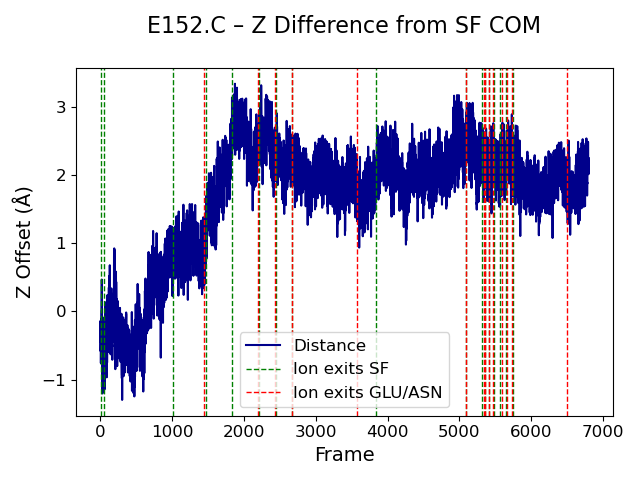 E152.C – Z Difference from SF COM
Z Offset (Å)
3
2
1
0
−1
Distance
Ion exits SF
Ion exits GLU/ASN
0 1000 2000 3000 4000 5000 6000 7000
Frame